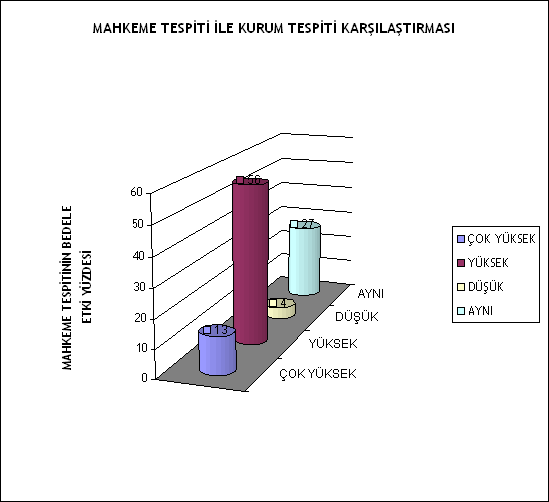 MAHKEME TESPİTİ İLE KURUM TESPİTİ KARŞILAŞTIRMASI
MAHKEME TESPİTİNİN BEDELE
ETKİ YÜZDESİ
60
50
40
30
20
10
0
13
56
4
27
AYNI
DÜŞÜK
YÜKSEK
ÇOK YÜKSEK
ÇOK YÜKSEK
YÜKSEK
DÜŞÜK
AYNI